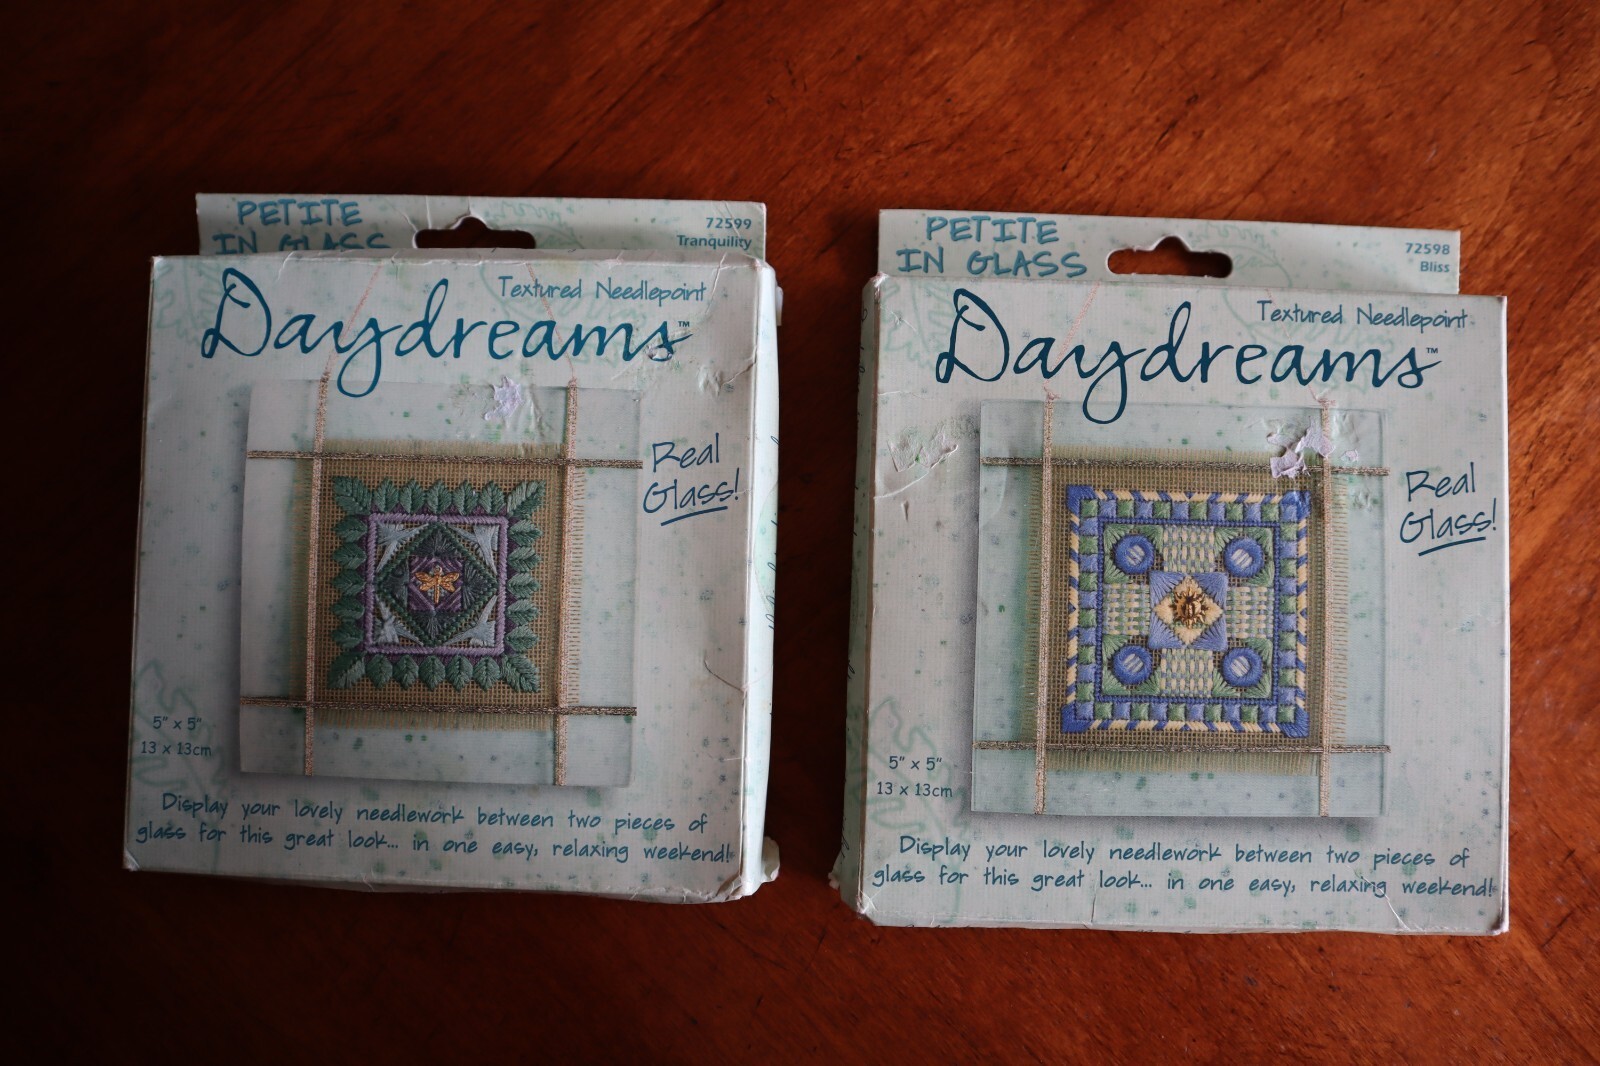 PETITE
IN GLASS
72599
Tranquility
Textured Needlepoint
Daydreams™
Real
Glass!
5" x 5"
13 x 13cm
Display your lovely needlework between two pieces of
glass for this great look... in one easy, relaxing weekend!
PETITE
IN GLASS
72598
Bliss
Textured Needlepoint
Daydreams™
Real
Glass!
5" x 5"
13 x 13cm
Display your lovely needlework between two pieces of
glass for this great look... in one easy, relaxing weekend!